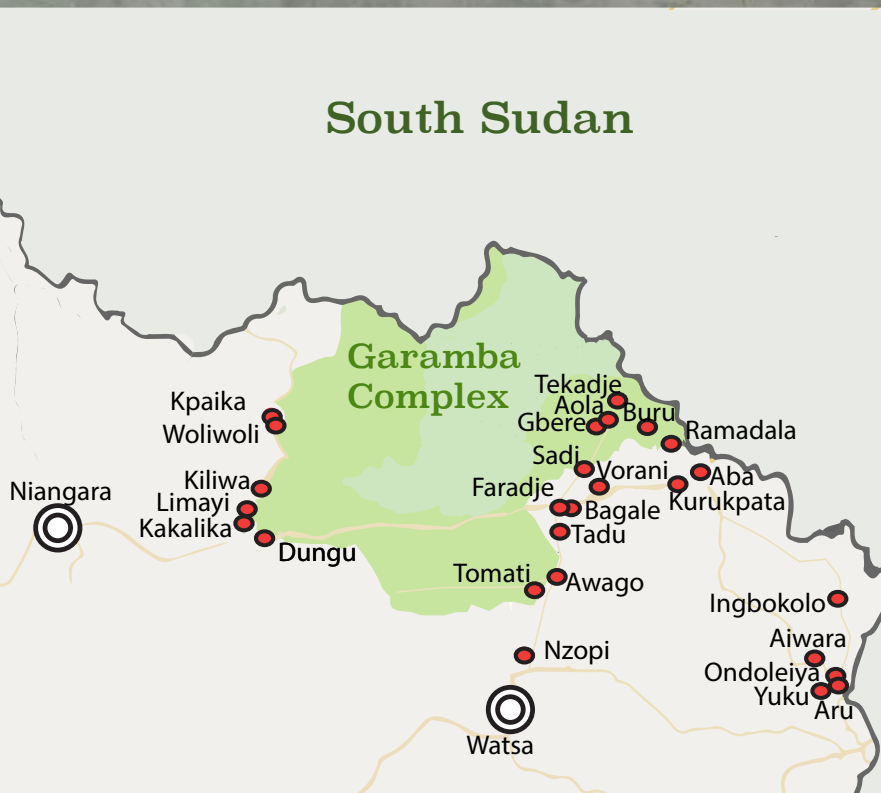 South Sudan
Garamba
Complex
Tekadje
Aola
Buru
Gbere
Ramadala
Kpaika
Woliwoli
Sadi
Vorani
Aba
Kiliwa
Faradje
Kurukpata
Niangara
Limayi
Bagale
Kakalika
Tadu
Dungu
Tomati
Awago
Ingbokolo
Aiwara
Nzopi
Ondoleiya
Yuku
Aru
Watsa